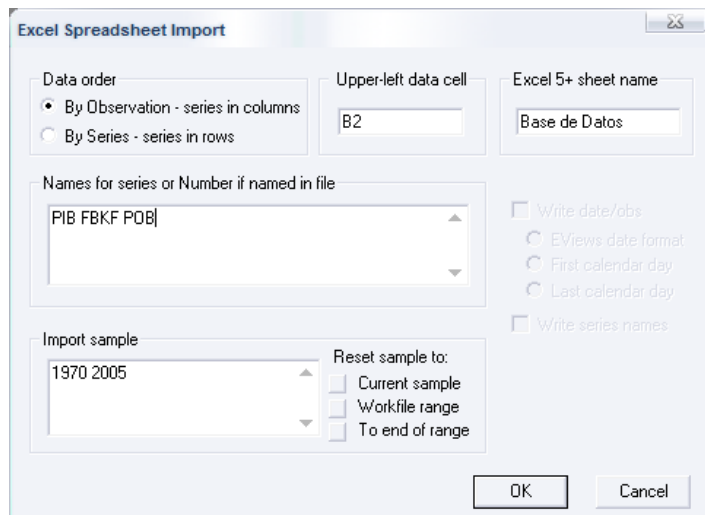 Excel Spreadsheet Import
Data order
By Observation - series in columns
By Series - series in rows
Upper-left data cell
B2
Excel 5+ sheet name
Base de Datos
Names for series or Number if named in file
PIB FBKF POB
Write date/obs
EViews date format
First calendar day
Last calendar day
Write series names
Import sample
1970 2005
Reset sample to:
Current sample
Workfile range
To end of range
OK
Cancel